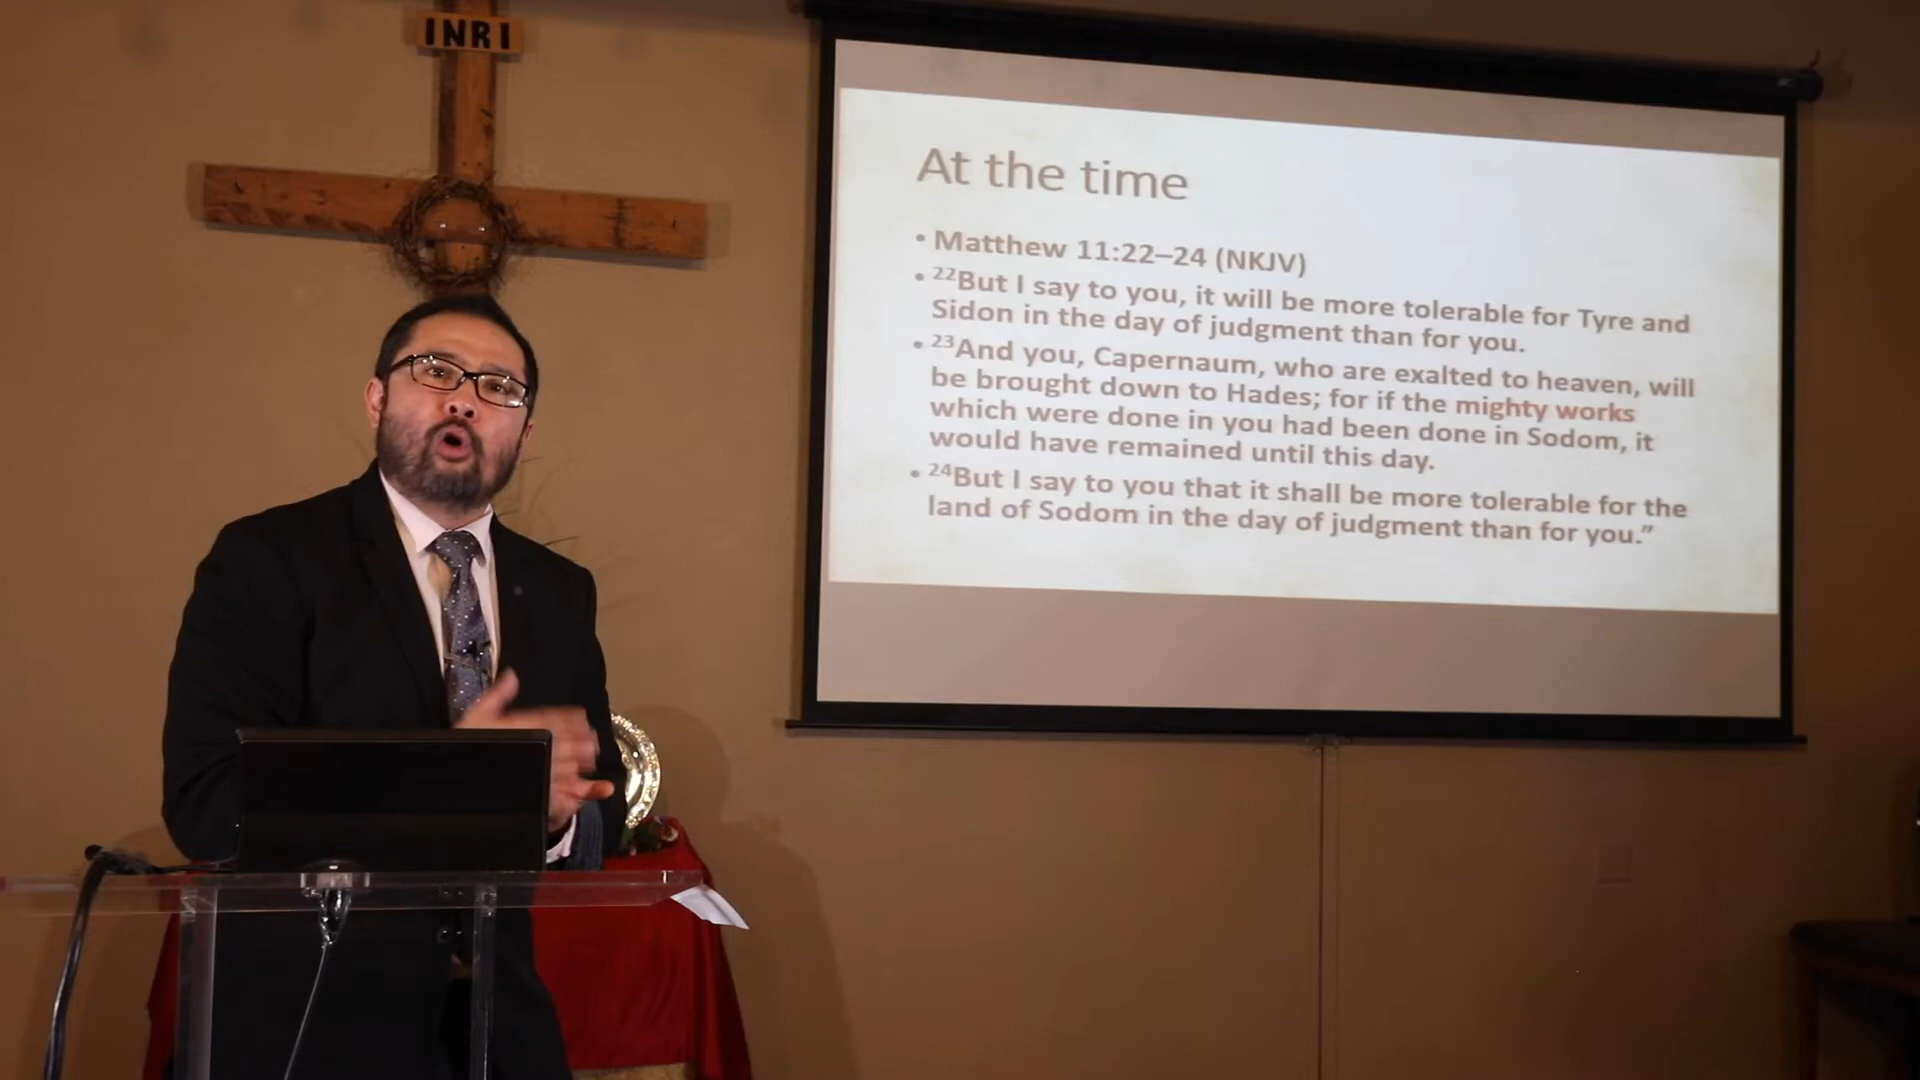 INRI
At the time
• Matthew 11:22–24 (NKJV)
• 22But I say to you, it will be more tolerable for Tyre and
Sidon in the day of judgment than for you.
• 23And you, Capernaum, who are exalted to heaven, will
be brought down to Hades; for if the mighty works
which were done in you had been done in Sodom, it
would have remained until this day.
• 24But I say to you that it shall be more tolerable for the
land of Sodom in the day of judgment than for you.”